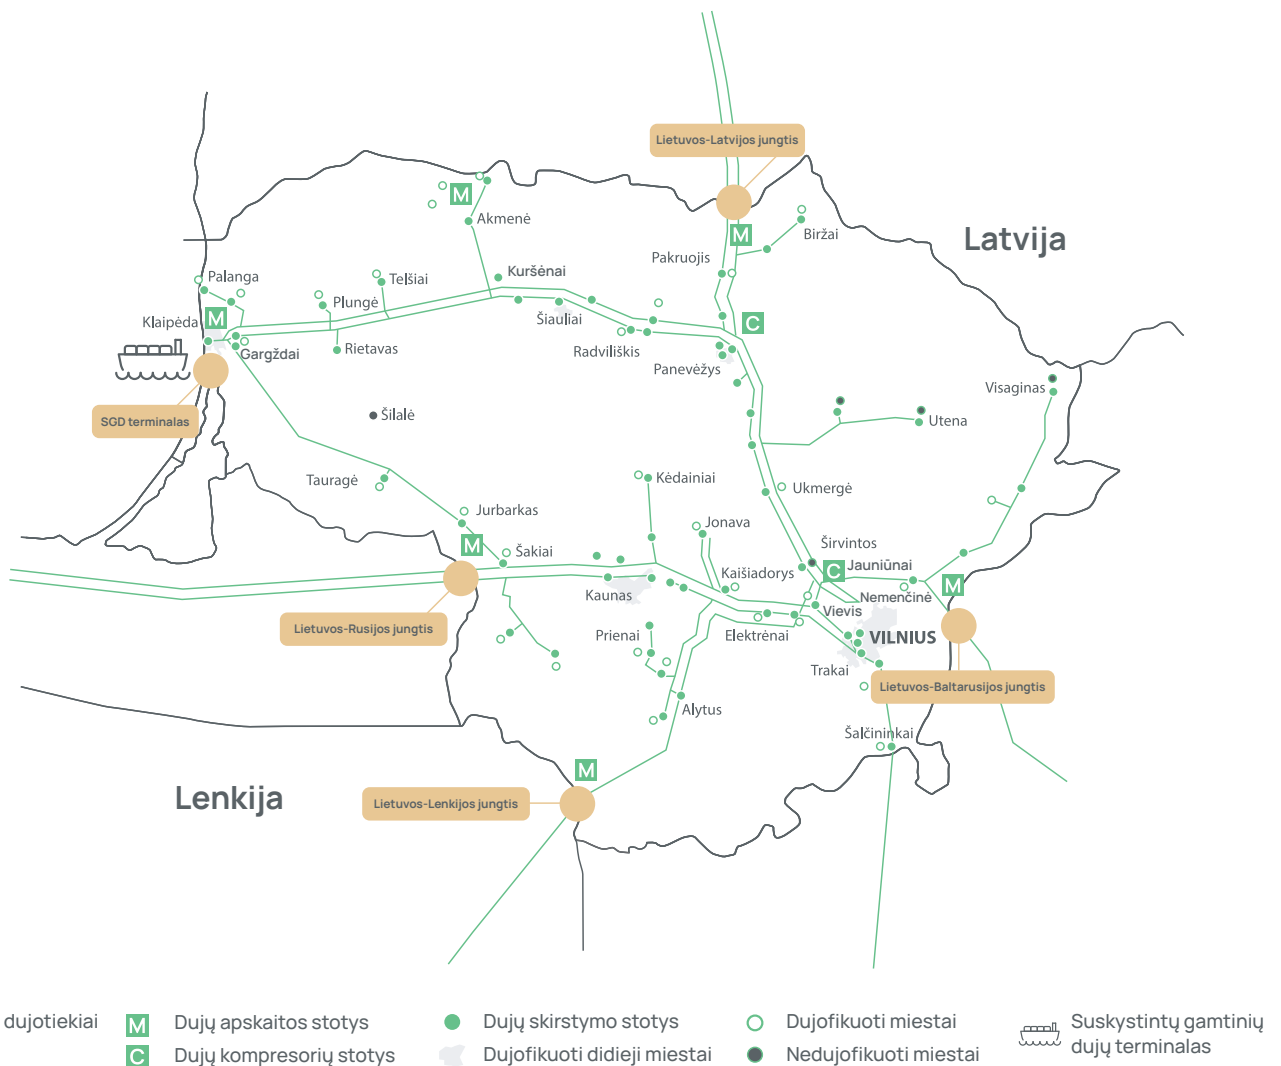 Lietuvos-Latvijos jungtis
M
Akmenė
M
Biržai
Latvija
Pakruojis
Palanga
Telšiai
Kuršėnai
Plungė
Klaipėda
M
Šiauliai
C
Gargždai
Rietavas
Radviliškis
Panevėžys
Visaginas
SGD terminalas
Šilalė
Utena
Tauragė
Kėdainiai
Ukmergė
Jurbarkas
Jonava
M
Šakiai
Širvintos
C
Jauniūnai
Kaišiadorys
M
Kaunas
Nemenčinė
Vievis
Lietuvos-Rusijos jungtis
Prienai
Elektrėnai
VILNIUS
Trakai
Lietuvos-Baltarusijos jungtis
Alytus
Šalčininkai
M
Lenkija
Lietuvos-Lenkijos jungtis
dujotiekiai
M
Dujų apskaitos stotys
Dujų skirstymo stotys
Dujofikuoti miestai
Suskystintų gamtinių
dujų terminalas
C
Dujų kompresorių stotys
Dujofikuoti didieji miestai
Nedujofikuoti miestai